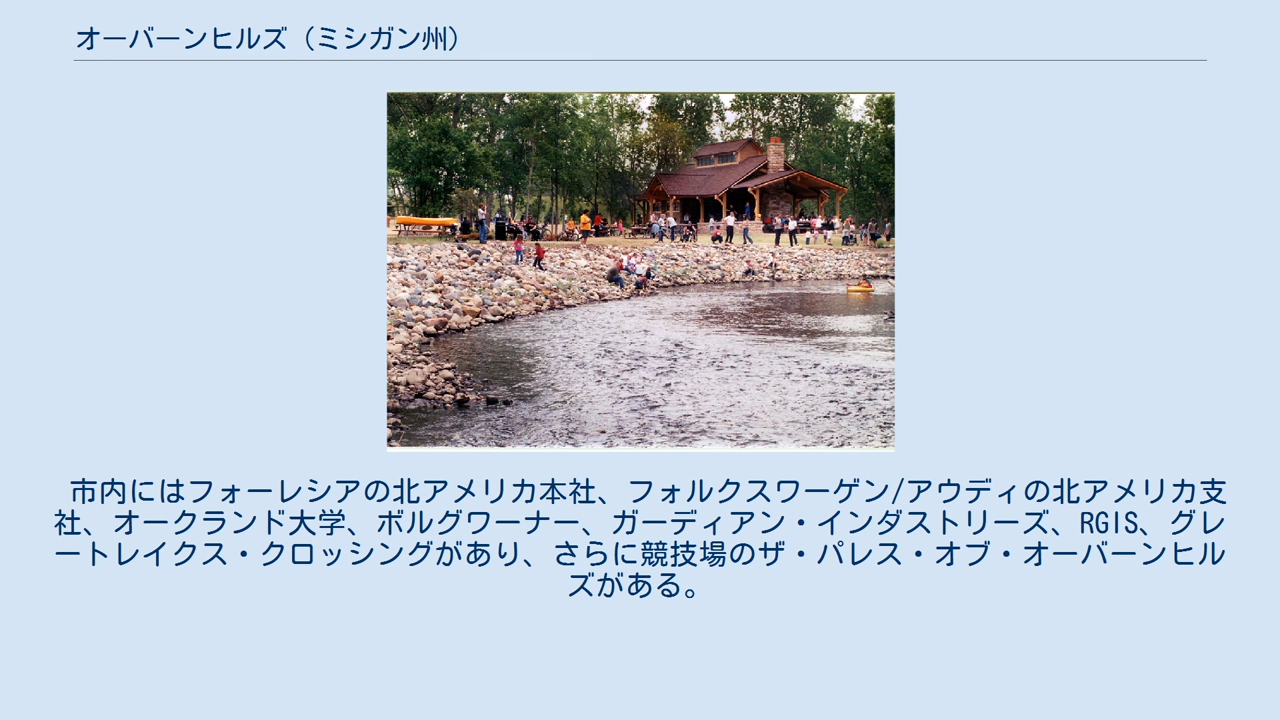 オーバーンヒルズ（ミシガン州）
市内にはフォーレシアの北アメリカ本社、フォルクスワーゲン/アウディの北アメリカ支
社、オークランド大学、ボルグワーナー、ガーディアン・インダストリーズ、RGIS、グレ
ートレイクス・クロッシングがあり、さらに競技場のザ・パレス・オブ・オーバーンヒル
ズがある。